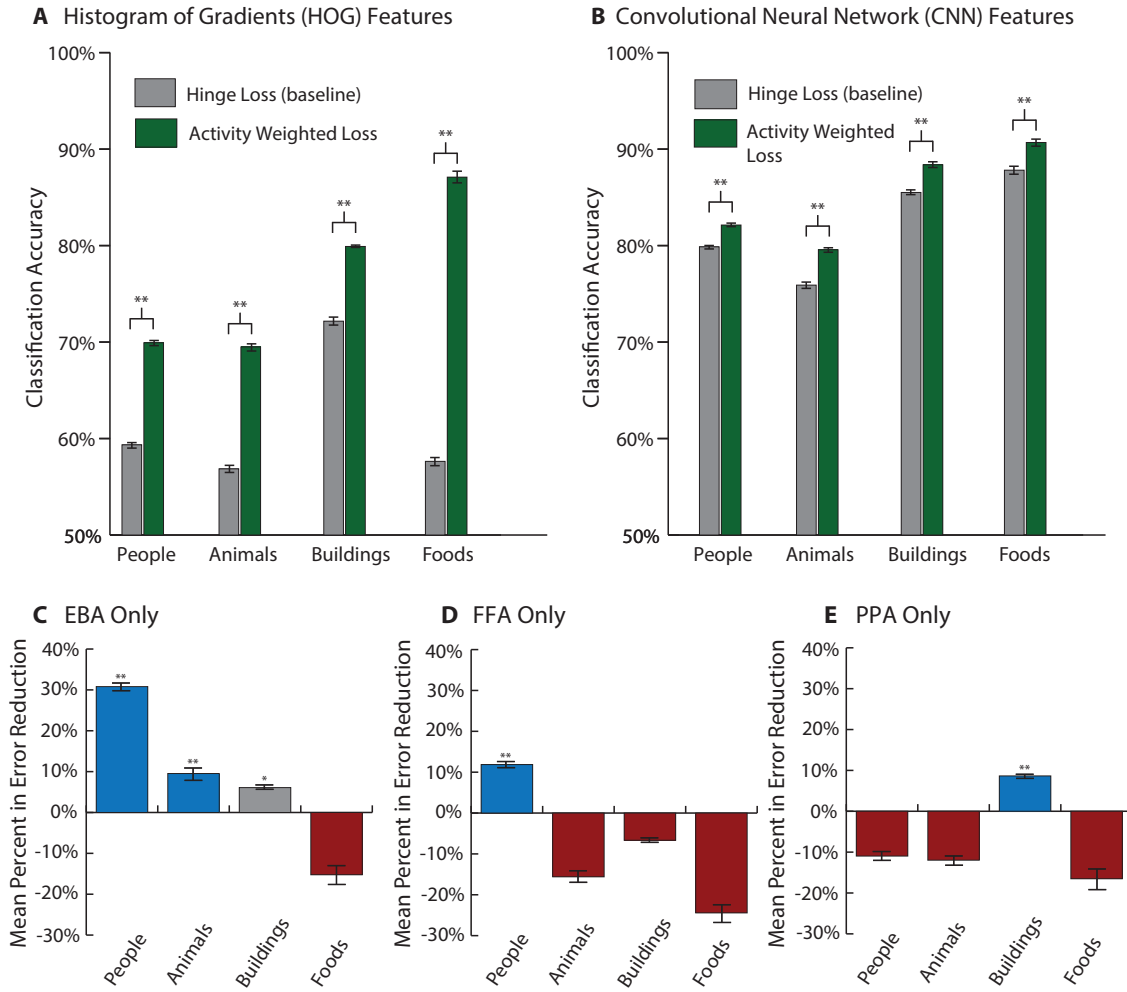 A Histogram of Gradients (HOG) Features
Classification Accuracy
100%
90%
80%
70%
60%
50%
Hinge Loss (baseline)
Activity Weighted Loss
**
**
**
**
People
Animals
Buildings
Foods
B Convolutional Neural Network (CNN) Features
Classification Accuracy
100%
90%
80%
70%
60%
50%
Hinge Loss (baseline)
Activity Weighted
Loss
**
**
**
**
People
Animals
Buildings
Foods
C EBA Only
Mean Percent in Error Reduction
40%
30%
20%
10%
0%
-10%
-20%
-30%
**
**
*
People
Animals
Buildings
Foods
D FFA Only
Mean Percent in Error Reduction
40%
30%
20%
10%
0%
-10%
-20%
-30%
**
People
Animals
Buildings
Foods
E PPA Only
Mean Percent in Error Reduction
40%
30%
20%
10%
0%
-10%
-20%
-30%
**
People
Animals
Buildings
Foods